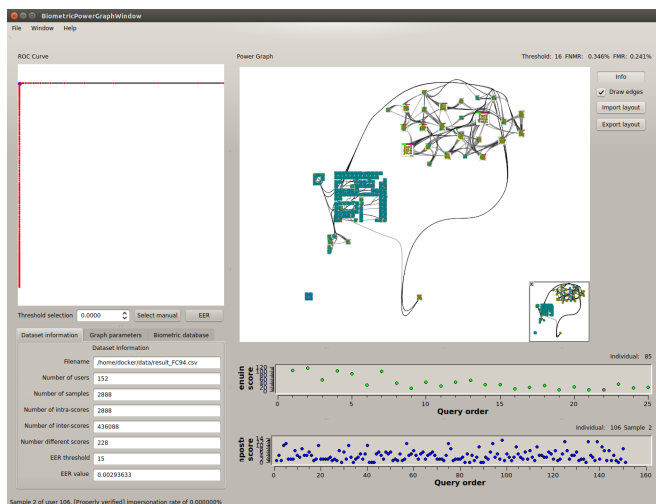 BiometricPowerGraphWindow
File Window Help
ROC Curve
Power Graph
Threshold: 16 FNMR: 0.346% FMR: 0.241%
Info
Draw edges
Import layout
Export layout
Threshold selection 0.0000 Select manual EER
Dataset information Graph parameters Biometric database
Dataset Information
Filename /home/docker/data/result_FC94.csv
Number of users 152
Number of samples 2888
Number of intra-scores 2888
Number of inter-scores 436088
Number different scores 228
EER threshold 15
EER value 0.00293633
Individual: 85
enuin
score
0 5 10 15 20 25
Query order
Individual: 106 Sample 2
npost
score
0 20 40 60 80 100 120 140 160
Query order
Sample 2 of user 106. [Properly verified] impersonation rate of 0.000000%